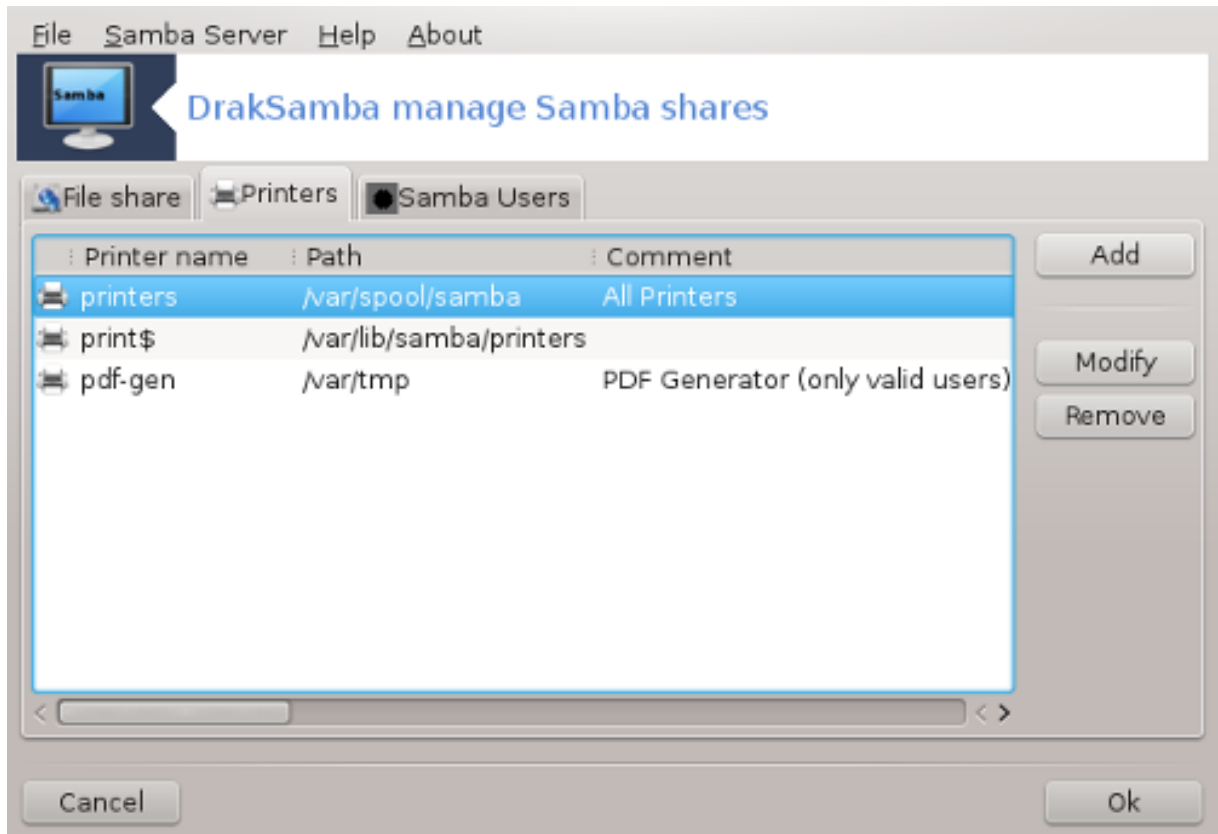 File Samba Server Help About
Samba
DrakSamba manage Samba shares
File share Printers Samba Users
Printer name Path Comment
Add
printers /var/spool/samba All Printers
print$ /var/lib/samba/printers
Modify
pdf-gen /var/tmp PDF Generator (only valid users)
Remove
Cancel Ok